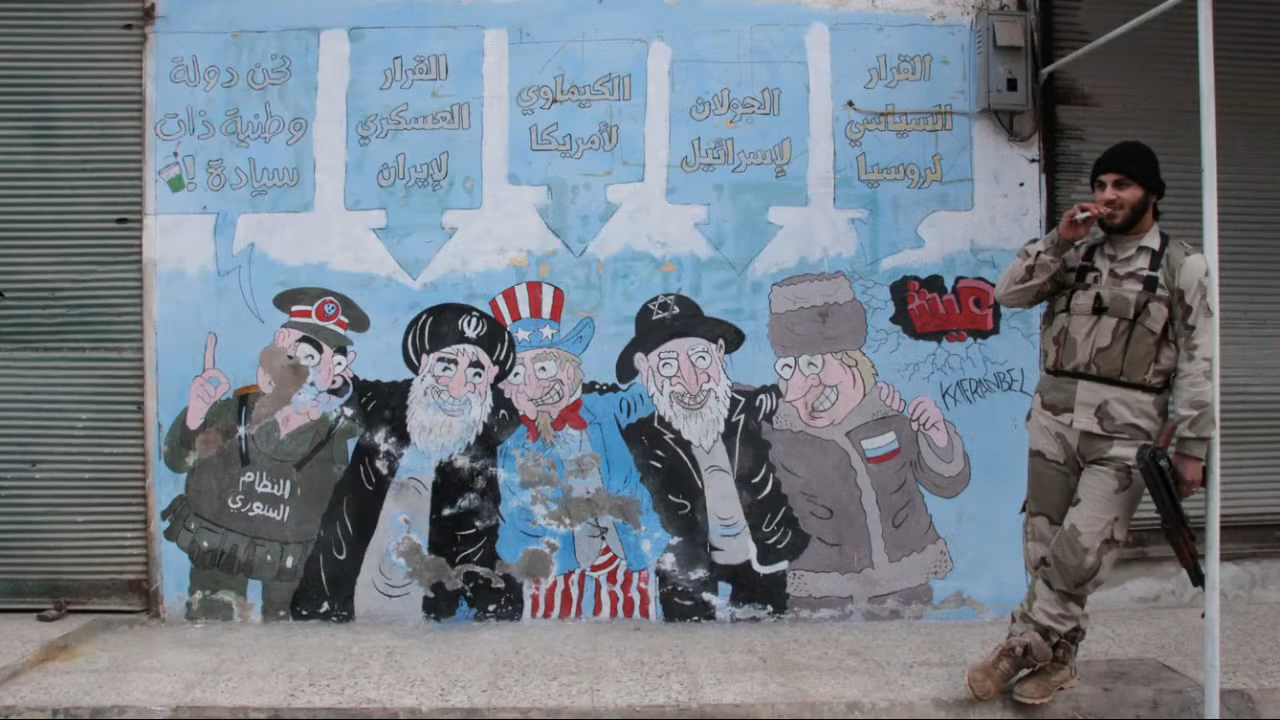 القرار
السياسي
لروسيا
الجولان
لإسرائيل
الكيماوي
لأمريكا
القرار
العسكري
لإيران
نحن دولة
وطنية ذات
سيادة!
KAFRANBEL
النظام
السوري